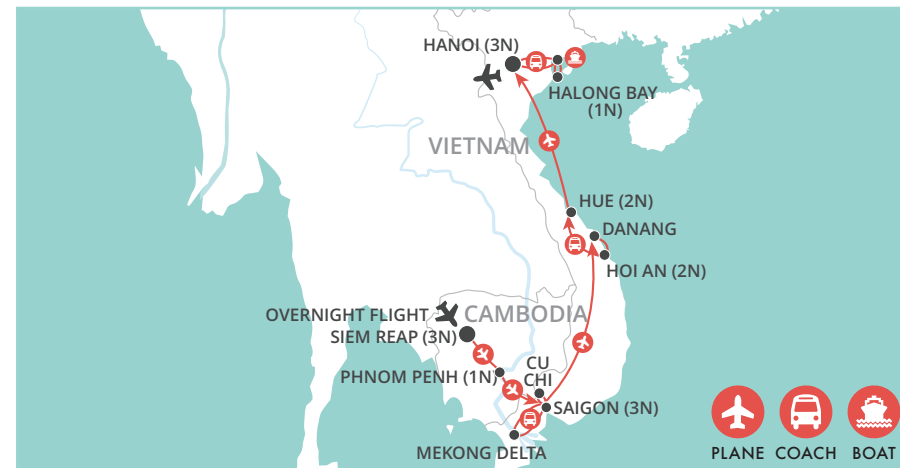 HANOI (3N)
HALONG BAY
(1N)
VIETNAM
HUE (2N)
DANANG
HOI AN (2N)
OVERNIGHT FLIGHT
CAMBODIA
SIEM REAP (3N)
PHNOM PENH (1N)
CU
CHI
SAIGON (3N)
MEKONG DELTA
PLANE COACH BOAT